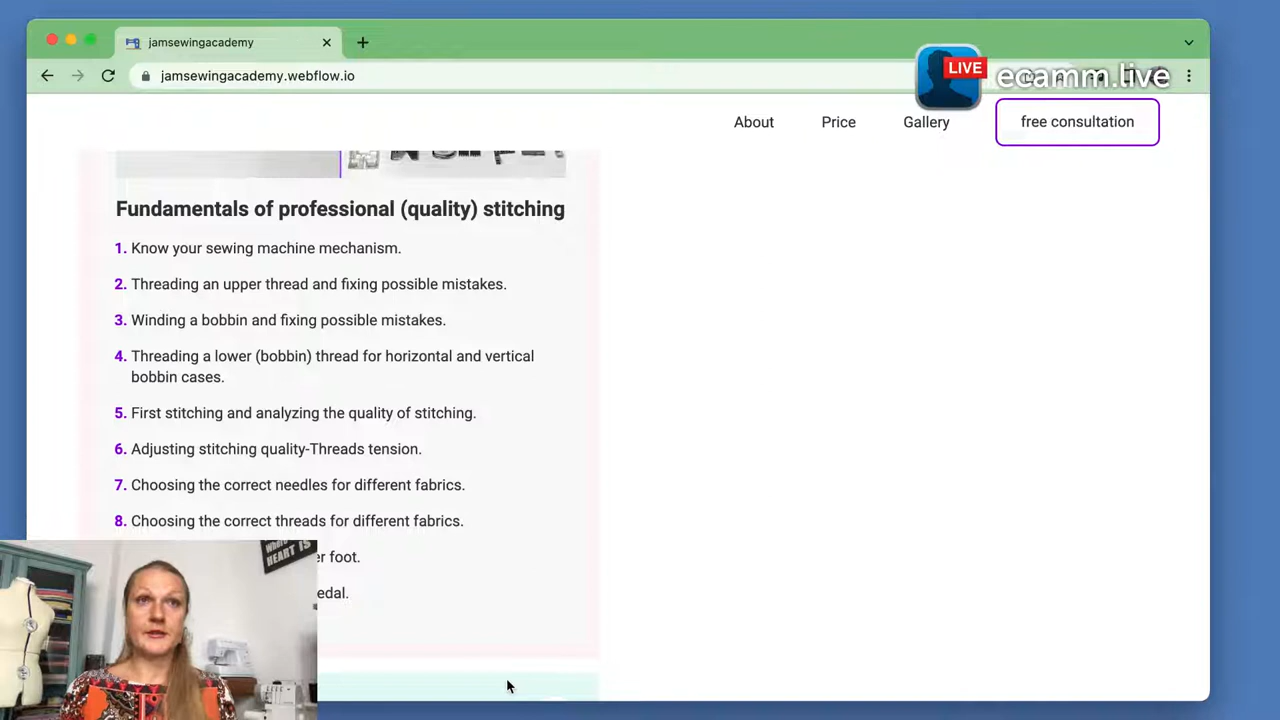 jamsewingacademy
jamsewingacademy.webflow.io
LIVE
ecamm.live
About
Price
Gallery
free consultation
Fundamentals of professional (quality) stitching
1. Know your sewing machine mechanism.
2. Threading an upper thread and fixing possible mistakes.
3. Winding a bobbin and fixing possible mistakes.
4. Threading a lower (bobbin) thread for horizontal and vertical
bobbin cases.
5. First stitching and analyzing the quality of stitching.
6. Adjusting stitching quality-Threads tension.
7. Choosing the correct needles for different fabrics.
8. Choosing the correct threads for different fabrics.
foot.
HEART IS